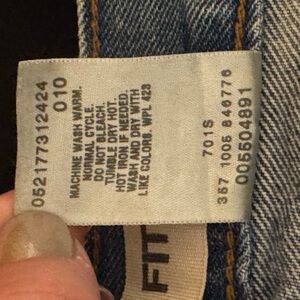 052177312424
010
MACHINE WASH WARM.
NORMAL CYCLE.
DO NOT BLEACH.
TUMBLE DRY HOT.
HOT IRON IF NEEDED.
WASH AND DRY WITH
LIKE COLORS. WPL 423
701S
357 1005 846776
005504891
FIT